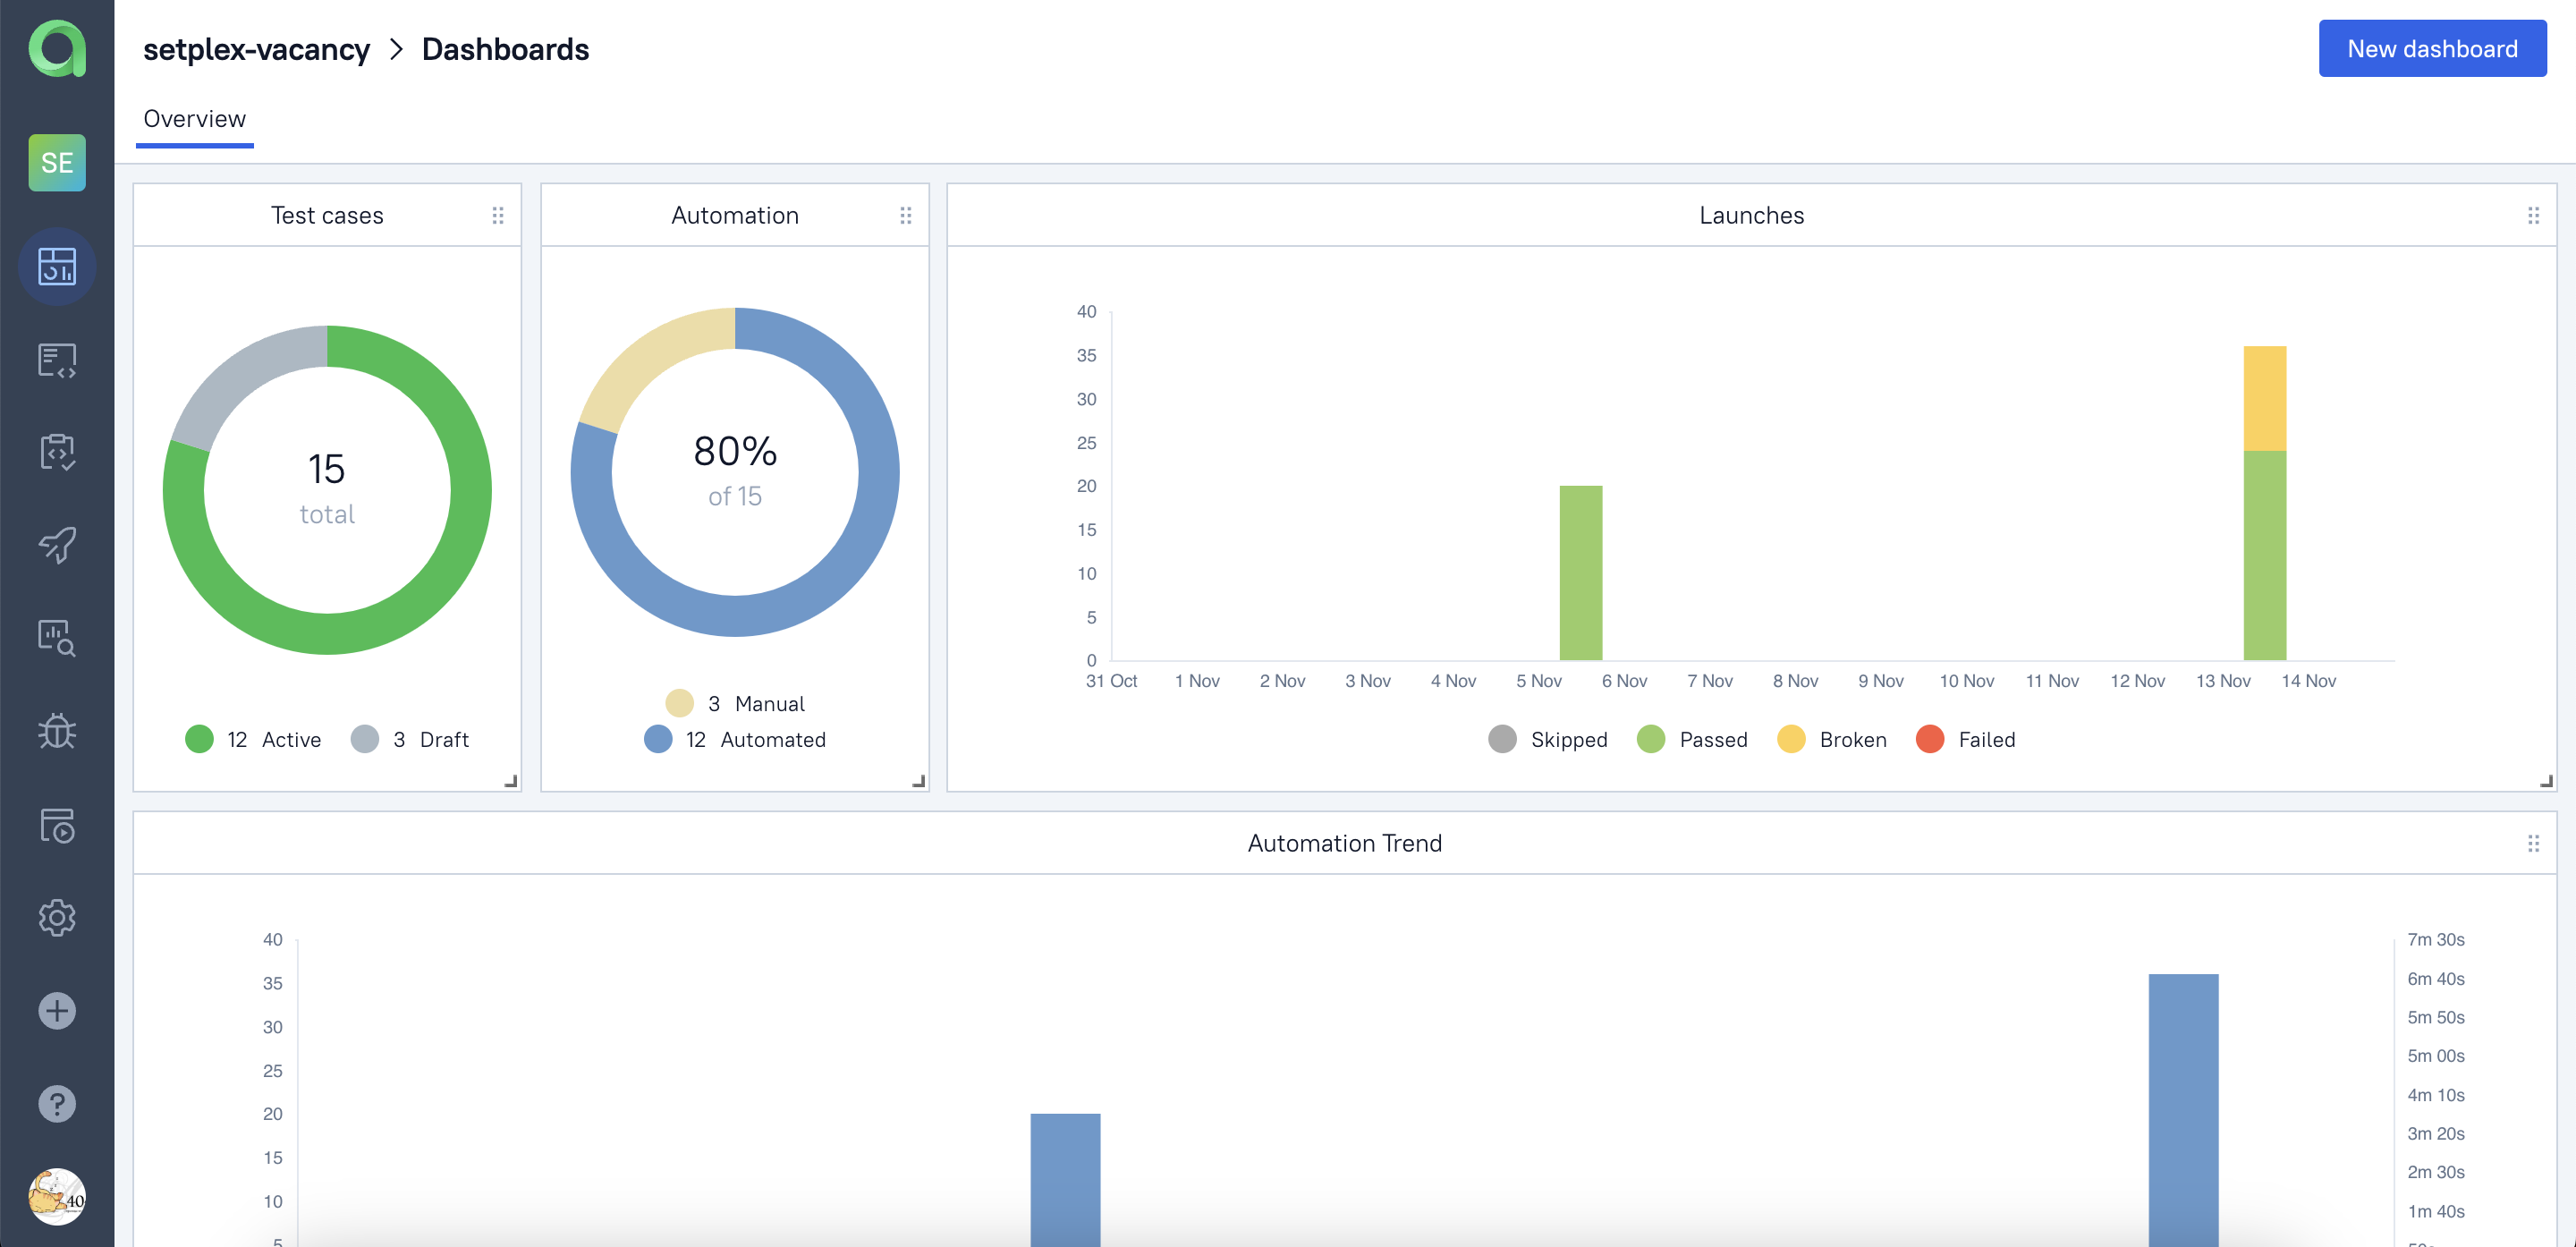 setplex-vacancy > Dashboards
New dashboard
Overview
SE
Test cases
15
total
12 Active
3 Draft
Automation
80%
of 15
3 Manual
12 Automated
Launches
40
35
30
25
20
15
10
5
0
31 Oct 1 Nov 2 Nov 3 Nov 4 Nov 5 Nov 6 Nov 7 Nov 8 Nov 9 Nov 10 Nov 11 Nov 12 Nov 13 Nov 14 Nov
Skipped Passed Broken Failed
Automation Trend
40
35
30
25
20
15
10
5
7m 30s
6m 40s
5m 50s
5m 00s
4m 10s
3m 20s
2m 30s
1m 40s
?
40